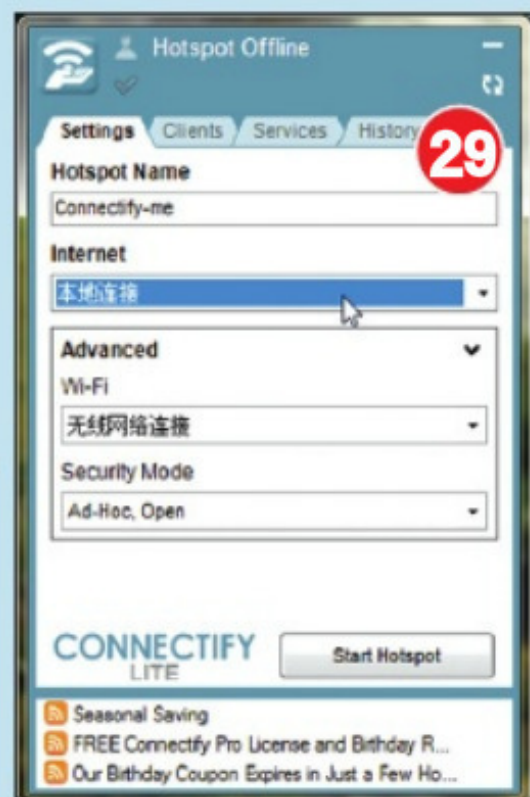 Hotspot Offline
Settings Clients Services History
29
Hotspot Name
Connectify-me
Internet
本地连接
Advanced
Wi-Fi
无线网络连接
Security Mode
Ad-Hoc, Open
CONNECTIFY
LITE
Start Hotspot
Seasonal Saving
FREE Connectify Pro License and Birthday R...
Our Birthday Coupon Expires in Just a Few Ho...